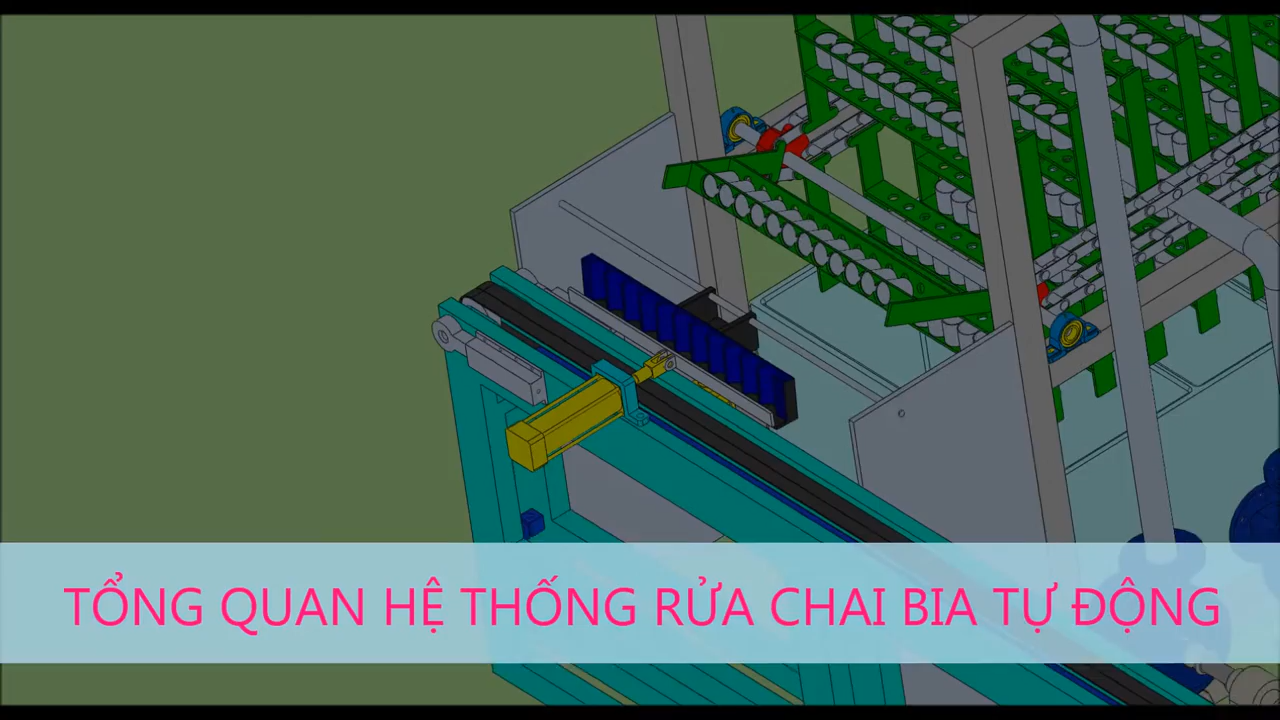 TỔNG QUAN HỆ THỐNG RỬA CHAI BIA TỰ ĐỘNG